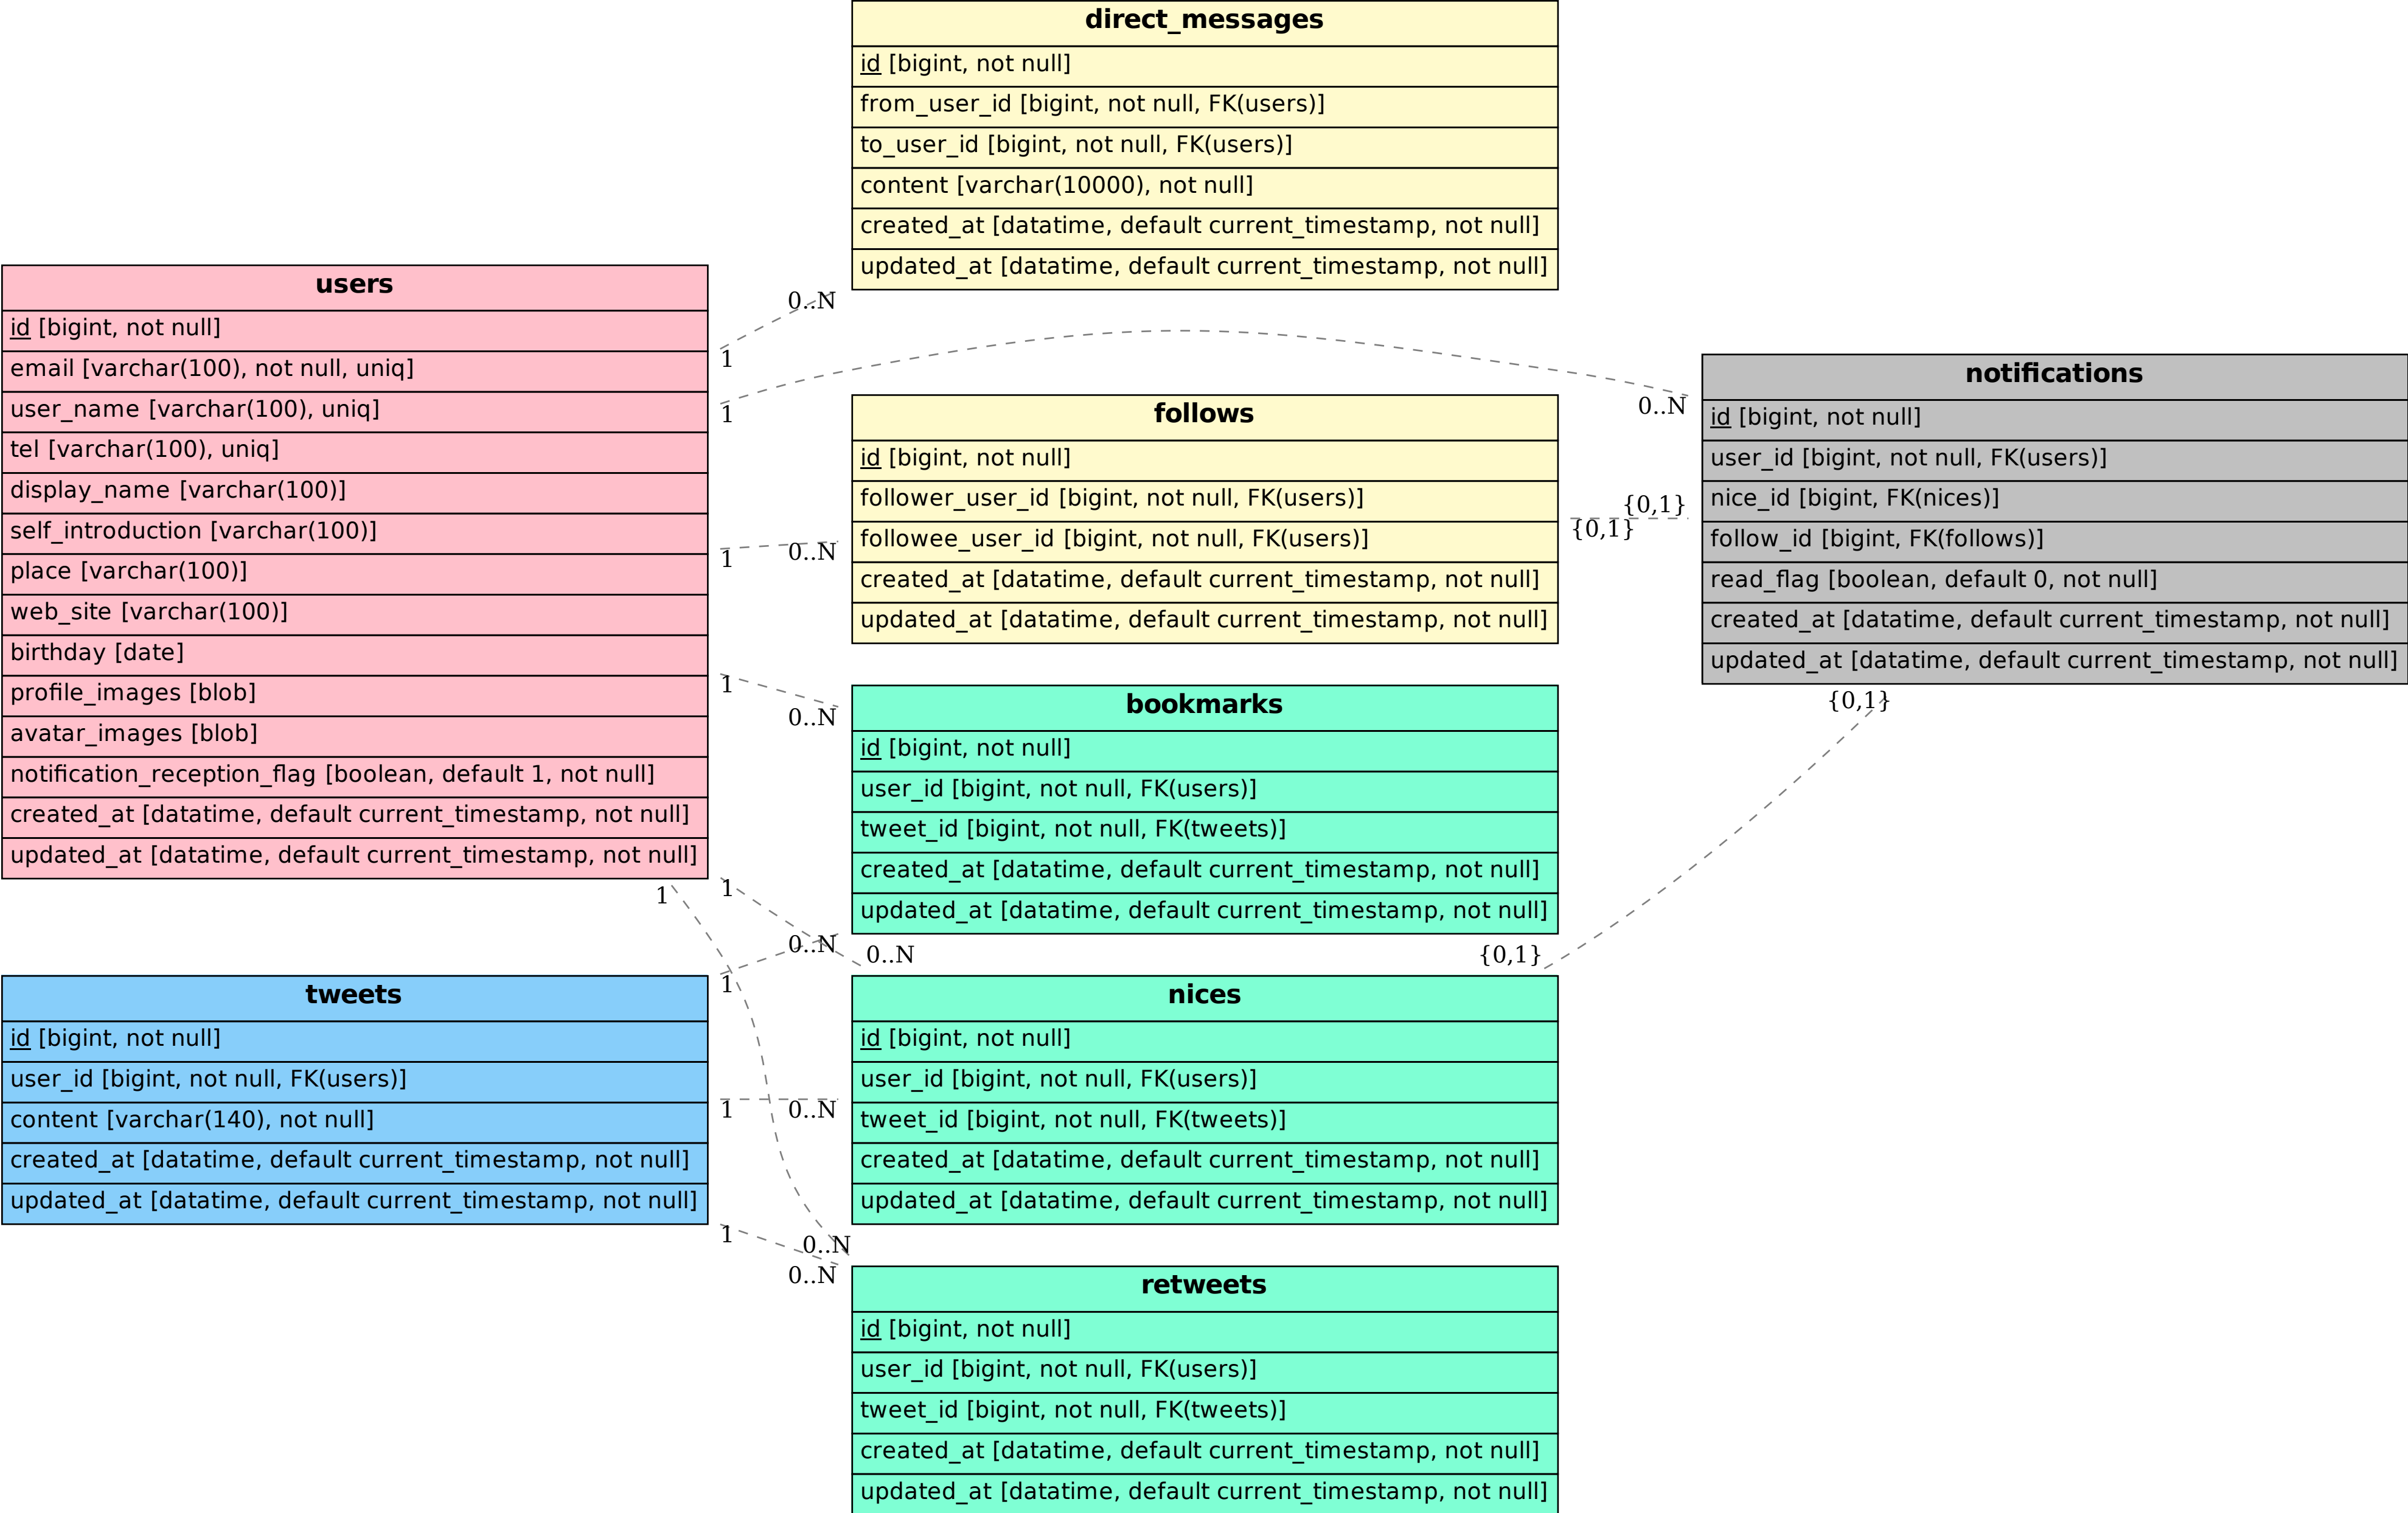 direct_messages
id [bigint, not null]
from_user_id [bigint, not null, FK(users)]
to_user_id [bigint, not null, FK(users)]
content [varchar(10000), not null]
created_at [datatime, default current_timestamp, not null]
updated_at [datatime, default current_timestamp, not null]
users
id [bigint, not null]
email [varchar(100), not null, uniq]
user_name [varchar(100), uniq]
tel [varchar(100), uniq]
display_name [varchar(100)]
self_introduction [varchar(100)]
place [varchar(100)]
web_site [varchar(100)]
birthday [date]
profile_images [blob]
avatar_images [blob]
notification_reception_flag [boolean, default 1, not null]
created_at [datatime, default current_timestamp, not null]
updated_at [datatime, default current_timestamp, not null]
0..N
1
1
0..N
1
0..N
1
0..N
1
0..N
1
0..N
follows
id [bigint, not null]
follower_user_id [bigint, not null, FK(users)]
followee_user_id [bigint, not null, FK(users)]
created_at [datatime, default current_timestamp, not null]
updated_at [datatime, default current_timestamp, not null]
{0,1}
{0,1}
notifications
id [bigint, not null]
user_id [bigint, not null, FK(users)]
nice_id [bigint, FK(nices)]
follow_id [bigint, FK(follows)]
read_flag [boolean, default 0, not null]
created_at [datatime, default current_timestamp, not null]
updated_at [datatime, default current_timestamp, not null]
{0,1}
{0,1}
bookmarks
id [bigint, not null]
user_id [bigint, not null, FK(users)]
tweet_id [bigint, not null, FK(tweets)]
created_at [datatime, default current_timestamp, not null]
updated_at [datatime, default current_timestamp, not null]
tweets
id [bigint, not null]
user_id [bigint, not null, FK(users)]
content [varchar(140), not null]
created_at [datatime, default current_timestamp, not null]
updated_at [datatime, default current_timestamp, not null]
1
0..N
1
0..N
1
0..N
nices
id [bigint, not null]
user_id [bigint, not null, FK(users)]
tweet_id [bigint, not null, FK(tweets)]
created_at [datatime, default current_timestamp, not null]
updated_at [datatime, default current_timestamp, not null]
retweets
id [bigint, not null]
user_id [bigint, not null, FK(users)]
tweet_id [bigint, not null, FK(tweets)]
created_at [datatime, default current_timestamp, not null]
updated_at [datatime, default current_timestamp, not null]